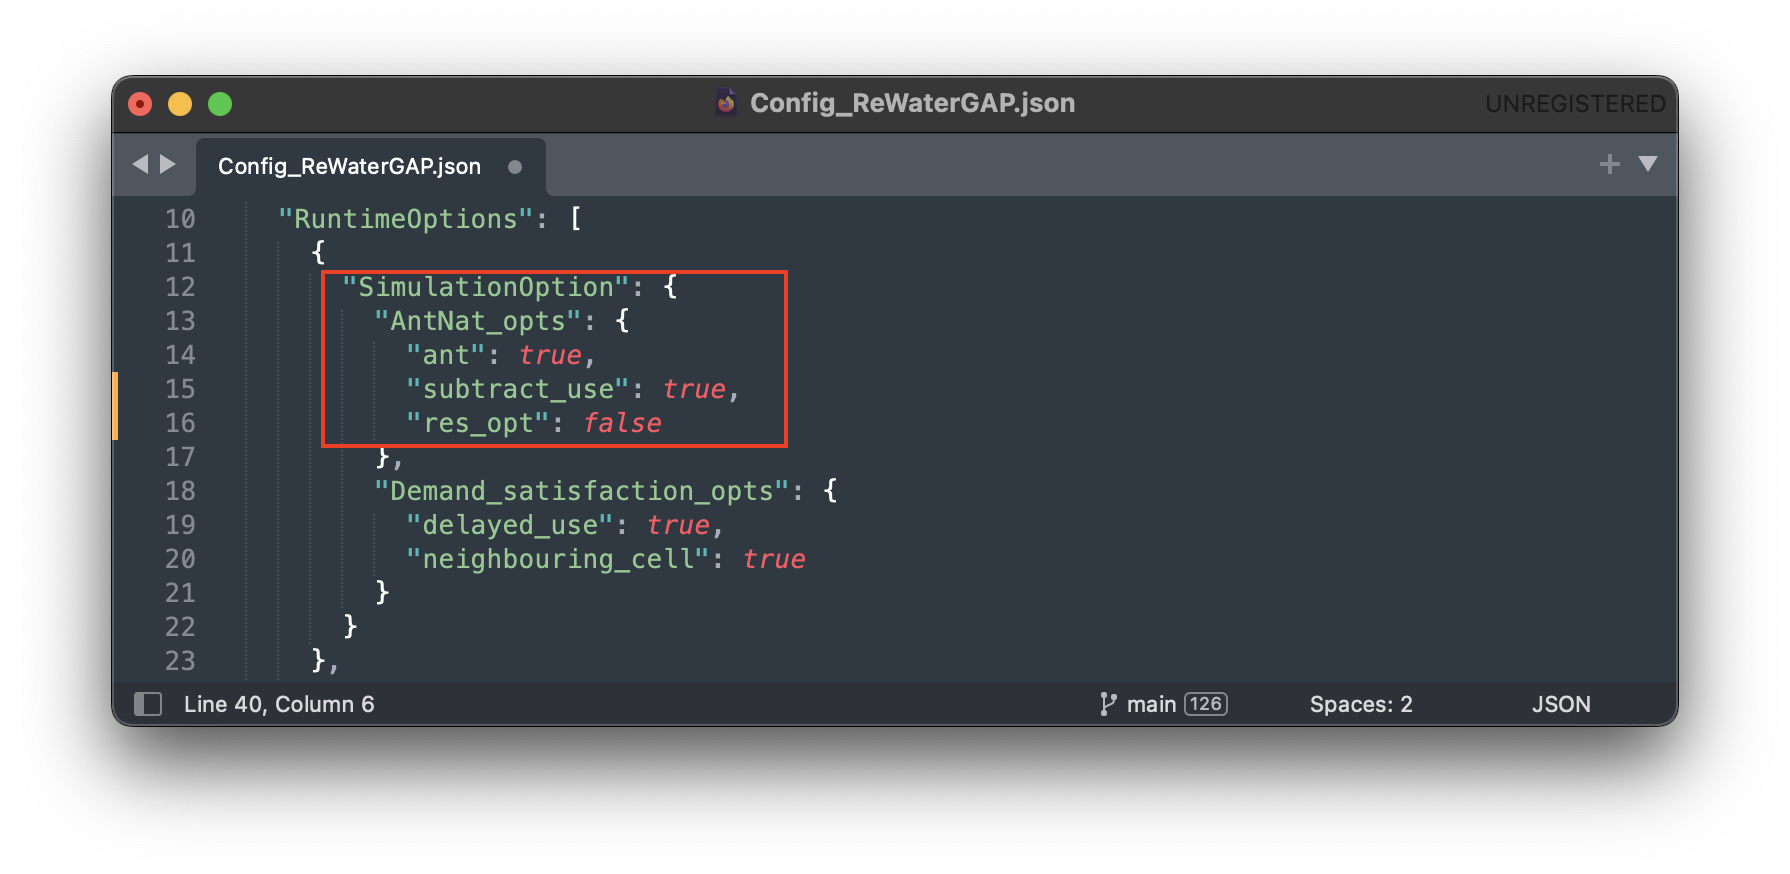 Config_ReWaterGAP.json
UNREGISTERED
Config_ReWaterGAP.json
10 "RuntimeOptions": [
11 {
12 "SimulationOption": {
13 "AntNat_opts": {
14 "ant": true,
15 "subtract_use": true,
16 "res_opt": false
17 },
18 "Demand_satisfaction_opts": {
19 "delayed_use": true,
20 "neighbouring_cell": true
21 }
22 }
23 },
Line 40, Column 6
main 126
Spaces: 2
JSON